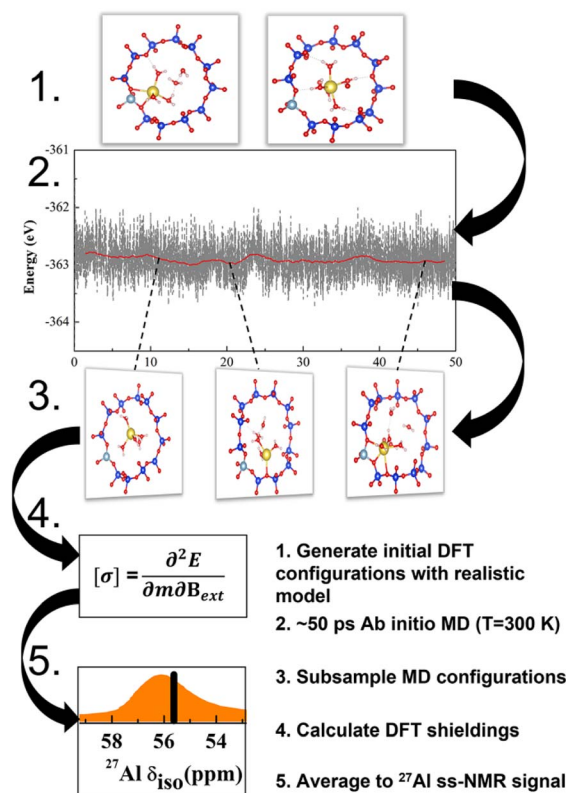 1.
2.
-361
-362
-363
-364
Energy (eV)
0 10 20 30 40 50
3.
4.
[σ] = ∂²E / ∂m∂B_ext
1. Generate initial DFT
configurations with realistic
model
2. ~50 ps Ab initio MD (T=300 K)
3. Subsample MD configurations
4. Calculate DFT shieldings
5. Average to ²⁷Al ss-NMR signal
5.
58 56 54
²⁷Al δiso(ppm)